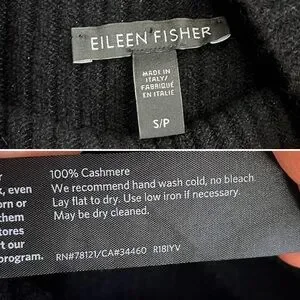 EILEEN FISHER
MADE IN
ITALY/
FABRIQUÉ
EN ITALIE
S/P
100% Cashmere
We recommend hand wash cold, no bleach
Lay flat to dry. Use low iron if necessary.
May be dry cleaned.
RN#78121/CA#34460 R18IYV
even
orn or
them
stores
t our
program.